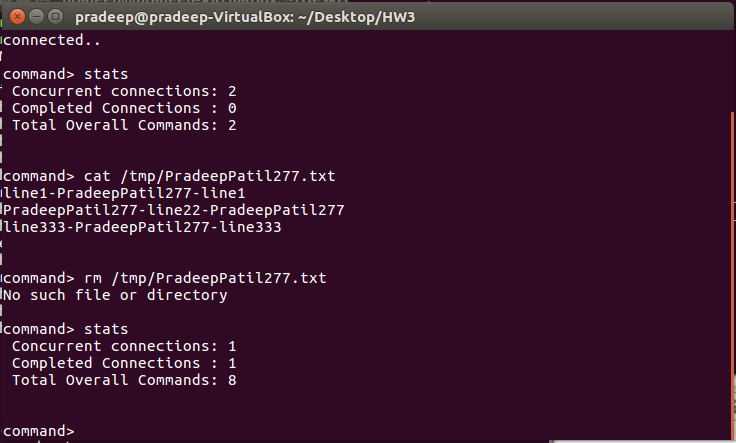 pradeep@pradeep-VirtualBox: ~/Desktop/HW3
connected..
command> stats
Concurrent connections: 2
Completed Connections : 0
Total Overall Commands: 2
command> cat /tmp/PradeepPatil277.txt
line1-PradeepPatil277-line1
PradeepPatil277-line22-PradeepPatil277
line333-PradeepPatil277-line333
command> rm /tmp/PradeepPatil277.txt
No such file or directory
command> stats
Concurrent connections: 1
Completed Connections : 1
Total Overall Commands: 8
command>